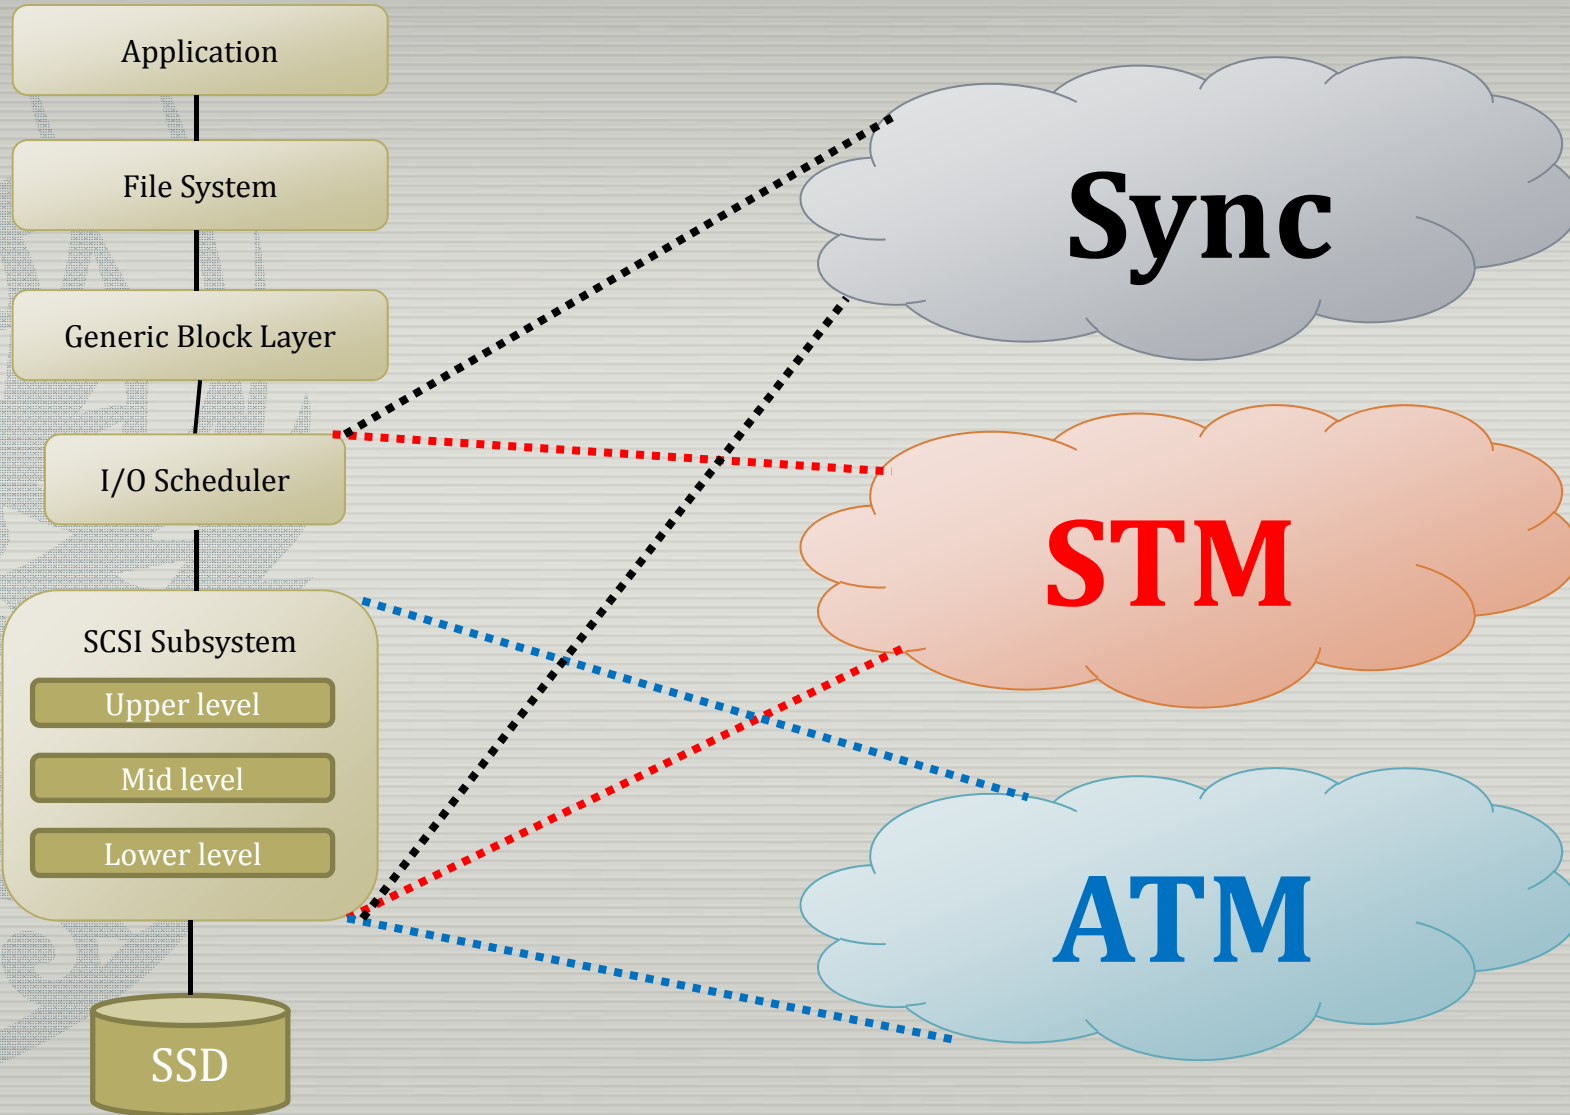 Application
File System
Generic Block Layer
I/O Scheduler
SCSI Subsystem
Upper level
Mid level
Lower level
SSD
Sync
STM
ATM